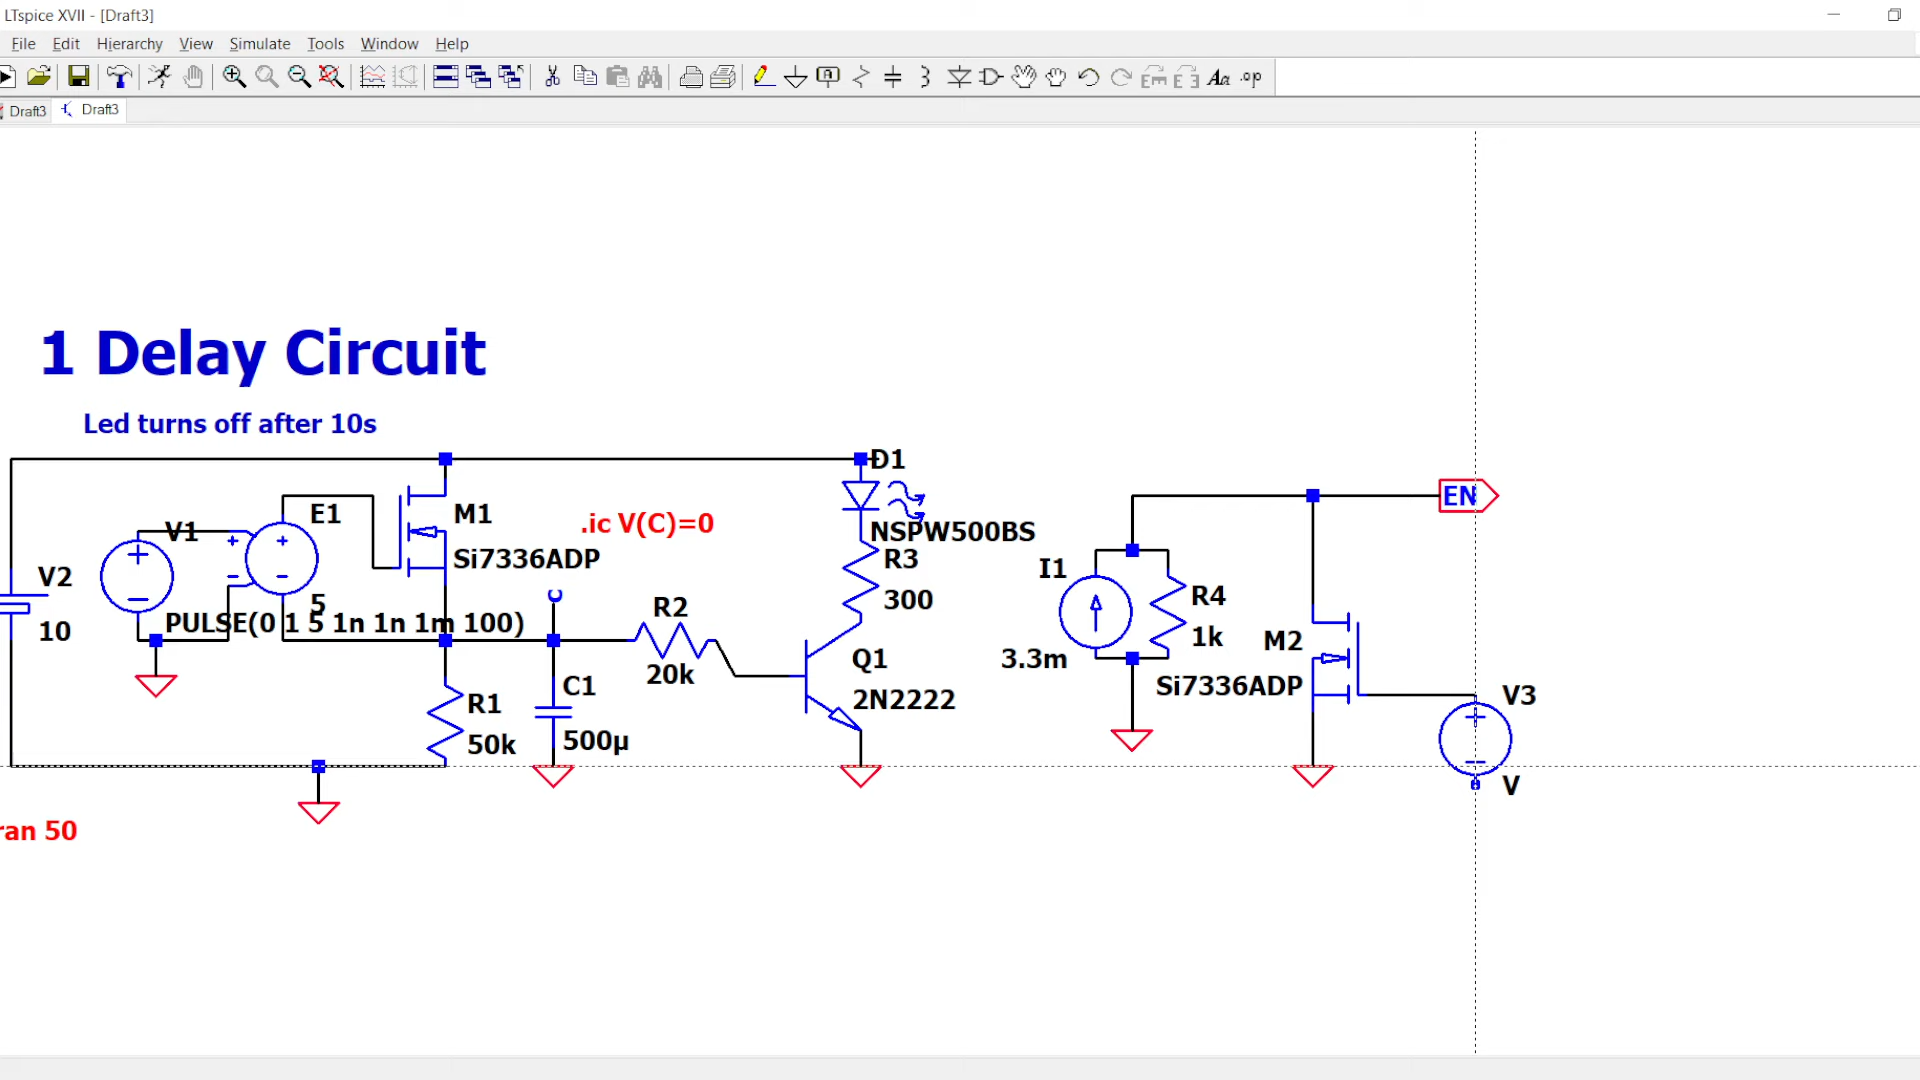 LTspice XVII - [Draft3]
File Edit Hierarchy View Simulate Tools Window Help
Aa .op
Draft3 Draft3
1 Delay Circuit
Led turns off after 10s
D1
EN
V1
E1
M1
.ic V(C)=0
NSPW500BS
Si7336ADP
R3
V2
I1
C
5
300
R4
PULSE(0 1 5 1n 1n 1m 100)
R2
10
1k
M2
3.3m
Q1
20k
C1
Si7336ADP
V3
R1
2N2222
50k
500µ
V
ran 50